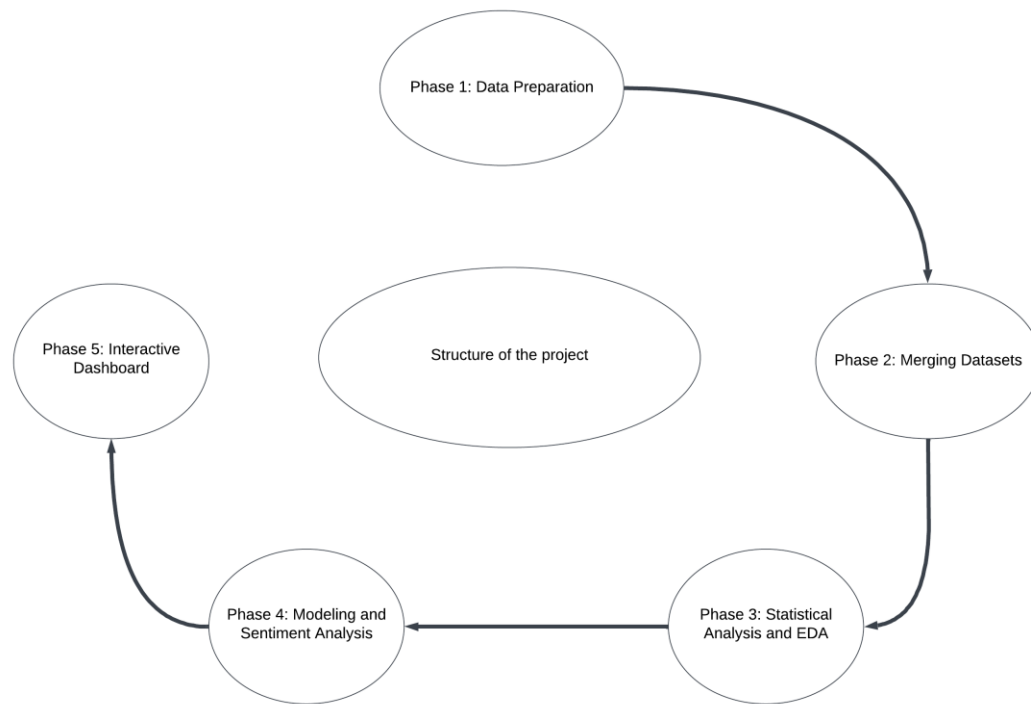 Phase 1: Data Preparation
Phase 2: Merging Datasets
Structure of the project
Phase 5: Interactive
Dashboard
Phase 4: Modeling and
Sentiment Analysis
Phase 3: Statistical
Analysis and EDA